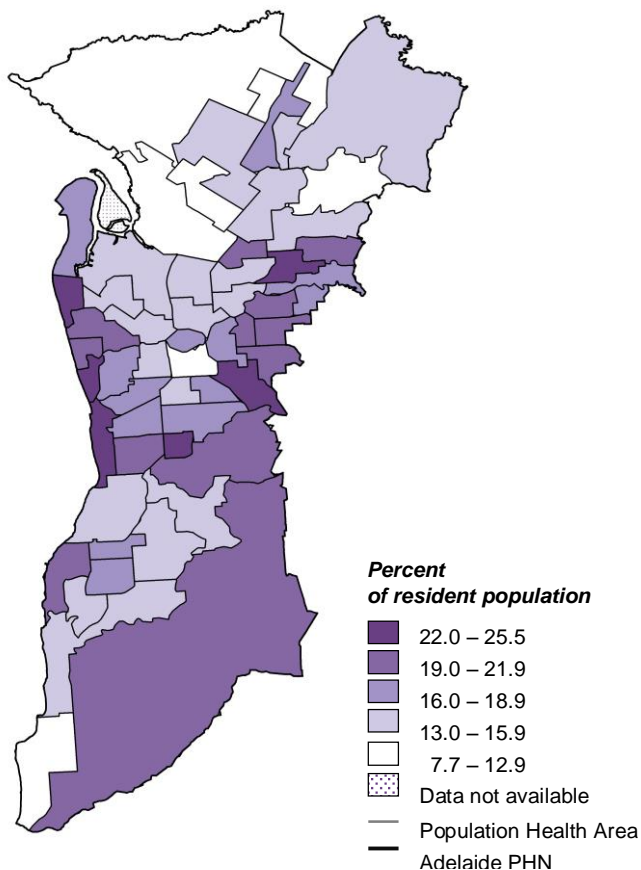 Percent
of resident population
22.0 – 25.5
19.0 – 21.9
16.0 – 18.9
13.0 – 15.9
7.7 – 12.9
Data not available
Population Health Area
Adelaide PHN